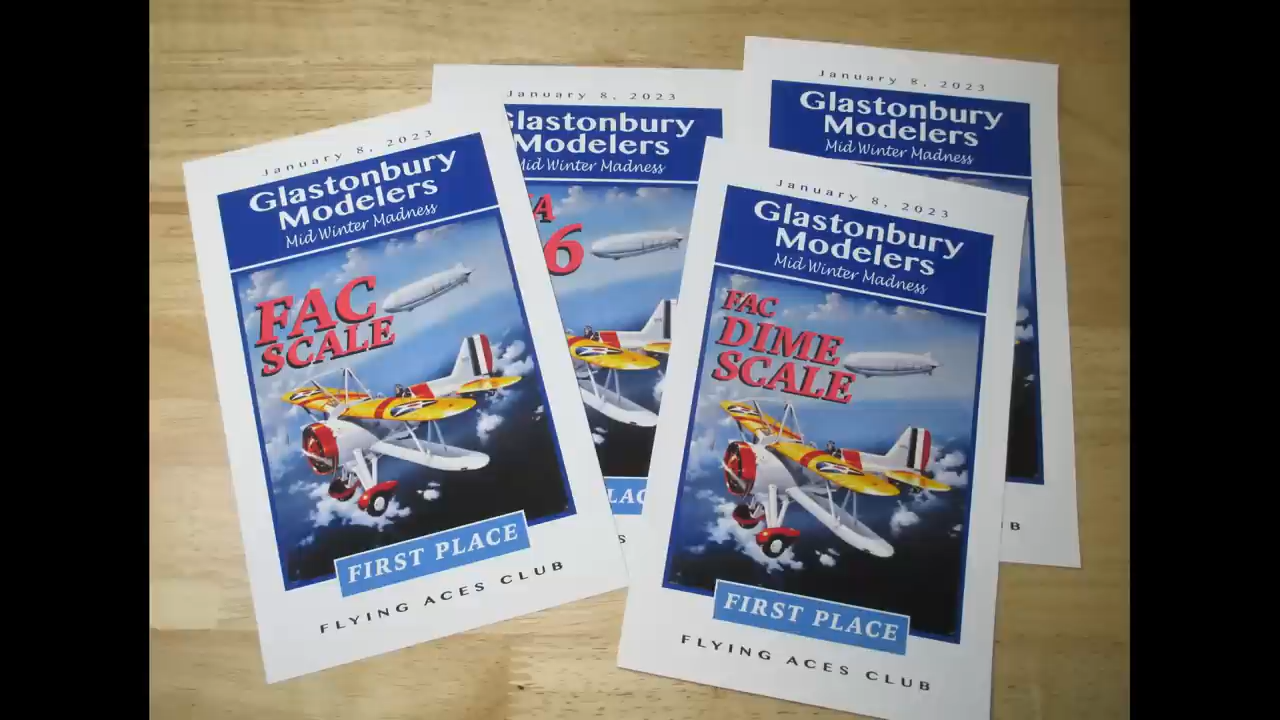 January 8, 2023
Glastonbury
Modelers
Mid Winter Madness
FAC
SCALE
FIRST PLACE
FLYING ACES CLUB
January 8, 2023
Glastonbury
Modelers
Mid Winter Madness
January 8, 2023
Glastonbury
Modelers
Mid Winter Madness
January 8, 2023
Glastonbury
Modelers
Mid Winter Madness
FAC
DIME
SCALE
FIRST PLACE
FLYING ACES CLUB